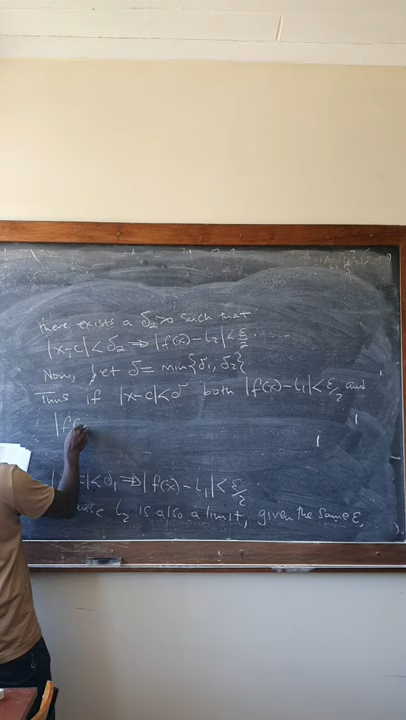 there exists a δ₂>0 such that
|x-c|<δ₂ ⇒ |f(x)-L₂|<ε/2
Now, let δ = min{δ₁, δ₂}
Thus if |x-c|<δ both |f(x)-L₁|<ε/2 and
|f(
|<δ₁ ⇒ |f(x)-L₁|<ε/2
L₂ is also a limit, given the same ε,